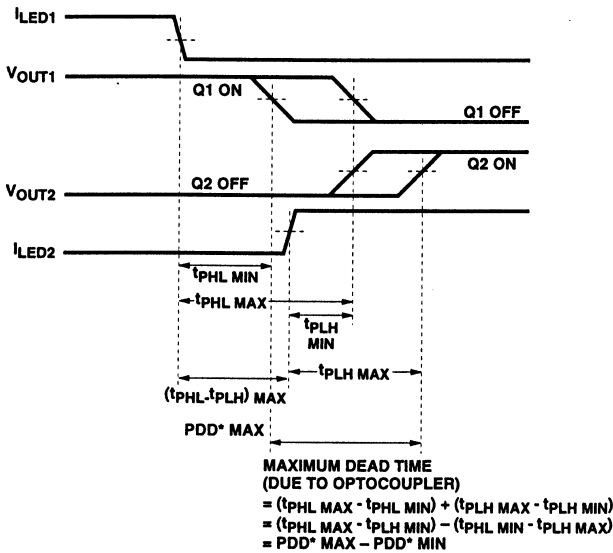 ILED1
VOUT1
Q1 ON
Q1 OFF
Q2 ON
VOUT2
Q2 OFF
ILED2
tPHL MIN
tPHL MAX
tPLH
MIN
tPLH MAX
(tPHL-tPLH) MAX
PDD* MAX
MAXIMUM DEAD TIME
(DUE TO OPTOCOUPLER)
= (tPHL MAX - tPHL MIN) + (tPLH MAX - tPLH MIN)
= (tPHL MAX - tPLH MIN) – (tPHL MIN - tPLH MAX)
= PDD* MAX – PDD* MIN